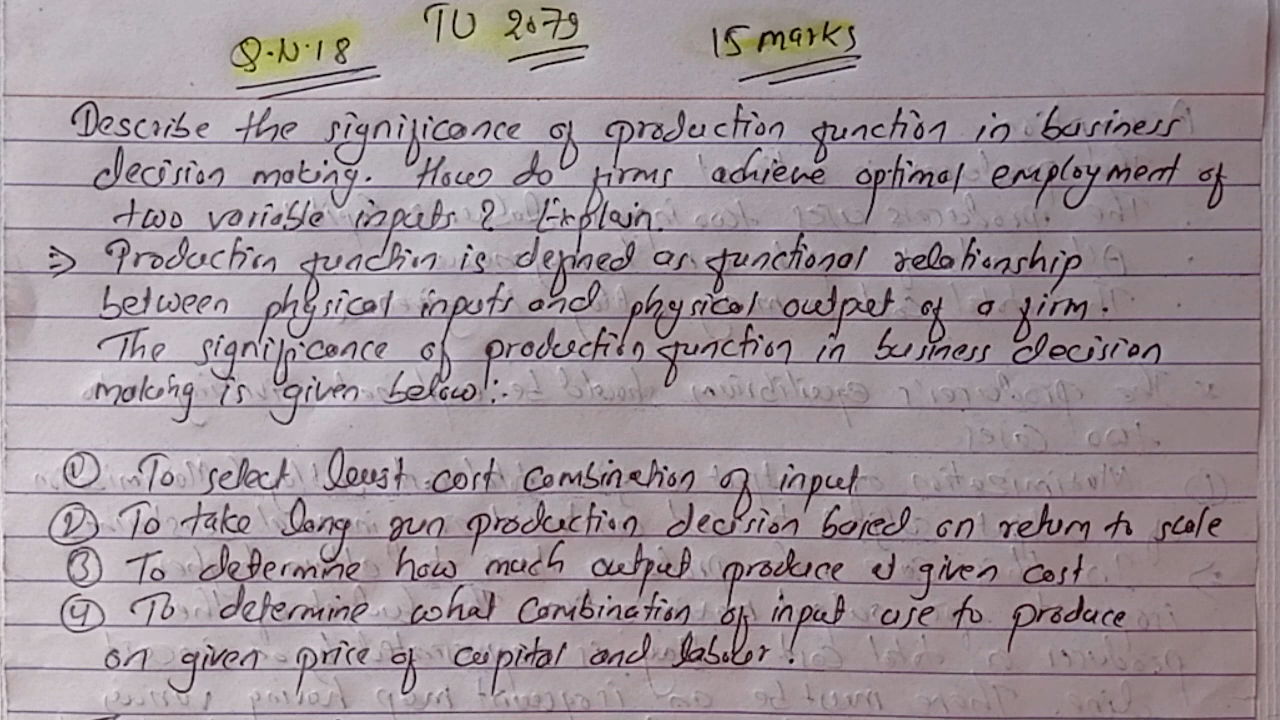 Q.N.18 TU 2079 15 marks
Describe the significance of production function in business
decision making. How do firms achieve optimal employment of
two variable inputs? Explain.
⇒ Production function is defined as functional relationship
between physical inputs and physical output of a firm.
The significance of production function in business decision
making is given below:-
① To select least cost combination of input
② To take long run production decision based on return to scale
③ To determine how much output produce at given cost
④ To determine what combination of input use to produce
on given price of capital and labour.